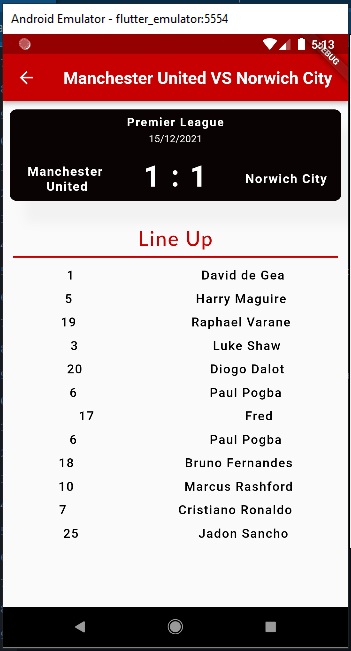 Android Emulator - flutter_emulator:5554
5:13
DEBUG
Manchester United VS Norwich City
Premier League
15/12/2021
Manchester United 1 : 1 Norwich City
Line Up
1 David de Gea
5 Harry Maguire
19 Raphael Varane
3 Luke Shaw
20 Diogo Dalot
6 Paul Pogba
17 Fred
6 Paul Pogba
18 Bruno Fernandes
10 Marcus Rashford
7 Cristiano Ronaldo
25 Jadon Sancho